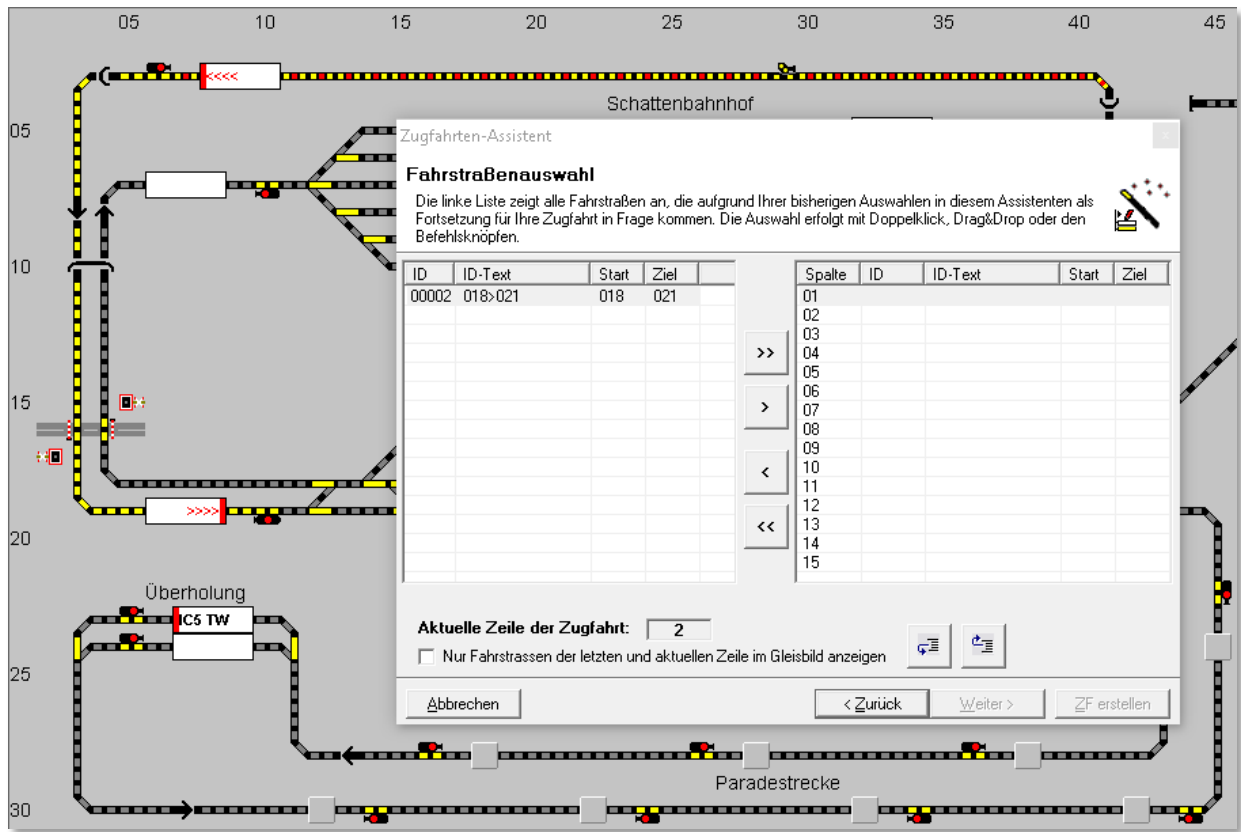 05 10 15 20 25 30 35 40 45
<<<<
Schattenbahnhof
05
10
15
>>>>
20
Überholung
IC5 TW
25
Paradestrecke
30
Zugfahrten-Assistent
x
Fahrstraßenauswahl
Die linke Liste zeigt alle Fahrstraßen an, die aufgrund Ihrer bisherigen Auswahlen in diesem Assistenten als
Fortsetzung für Ihre Zugfahrt in Frage kommen. Die Auswahl erfolgt mit Doppelklick, Drag&Drop oder den
Befehlsknöpfen.
ID ID-Text Start Ziel
00002 018>021 018 021
>>
>
<
<<
Spalte ID ID-Text Start Ziel
01
02
03
04
05
06
07
08
09
10
11
12
13
14
15
Aktuelle Zeile der Zugfahrt: 2
Nur Fahrstrassen der letzten und aktuellen Zeile im Gleisbild anzeigen
Abbrechen < Zurück Weiter > ZF erstellen